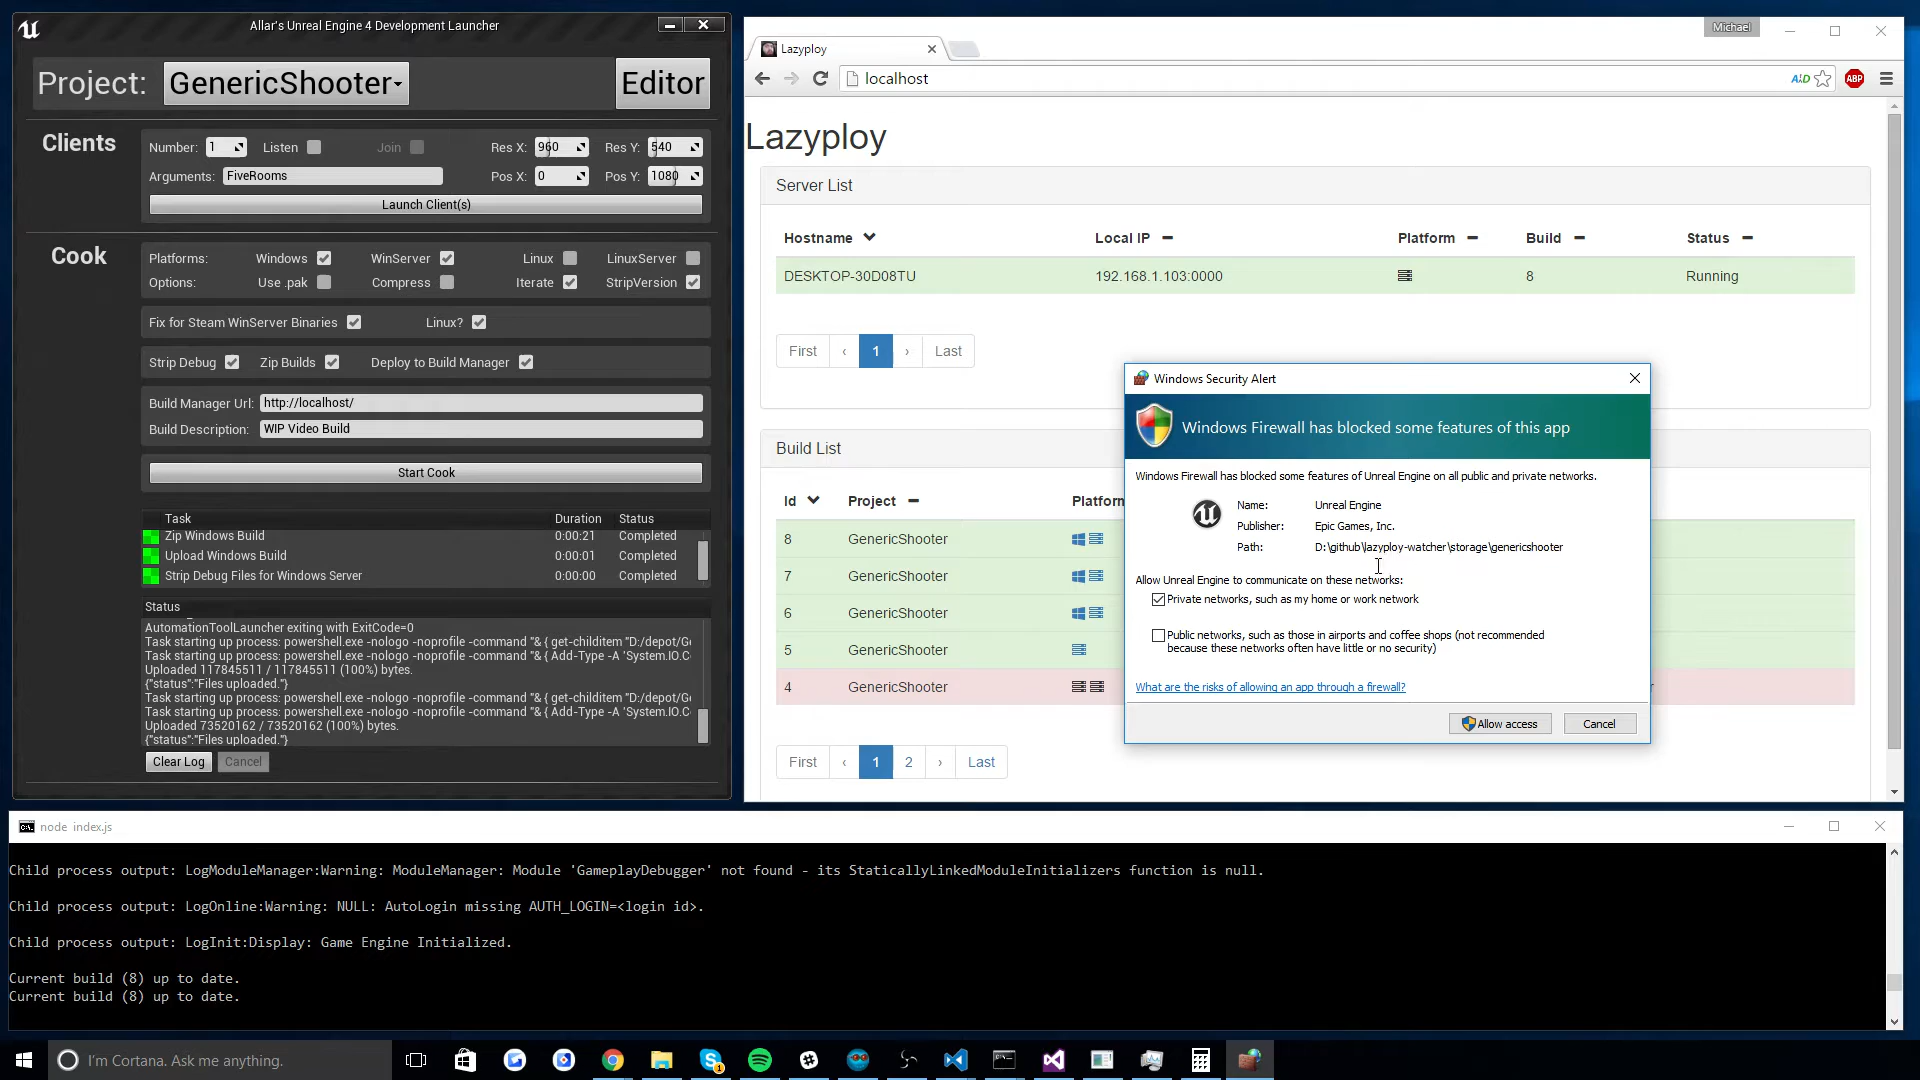 Allar's Unreal Engine 4 Development Launcher
Project: GenericShooter Editor
Clients
Number: 1 Listen Join Res X: 960 Res Y: 540
Arguments: FiveRooms Pos X: 0 Pos Y: 1080
Launch Client(s)
Cook
Platforms: Windows WinServer Linux LinuxServer
Options: Use .pak Compress Iterate StripVersion
Fix for Steam WinServer Binaries Linux?
Strip Debug Zip Builds Deploy to Build Manager
Build Manager Url: http://localhost/
Build Description: WIP Video Build
Start Cook
Task Duration Status
Zip Windows Build 0:00:21 Completed
Upload Windows Build 0:00:01 Completed
Strip Debug Files for Windows Server 0:00:00 Completed
Status
AutomationToolLauncher exiting with ExitCode=0
Task starting up process: powershell.exe -nologo -noprofile -command "& { get-childitem "D:/depot/Ge
Task starting up process: powershell.exe -nologo -noprofile -command "& { Add-Type -A 'System.IO.C
Uploaded 117845511 / 117845511 (100%) bytes.
{"status":"Files uploaded."}
Task starting up process: powershell.exe -nologo -noprofile -command "& { get-childitem "D:/depot/Ge
Task starting up process: powershell.exe -nologo -noprofile -command "& { Add-Type -A 'System.IO.C
Uploaded 73520162 / 73520162 (100%) bytes.
{"status":"Files uploaded."}
Clear Log Cancel
Michael
Lazyploy
localhost
ABP
Lazyploy
Server List
Hostname Local IP Platform Build Status
DESKTOP-30D08TU 192.168.1.103:0000 8 Running
First ‹ 1 › Last
Build List
Id Project Platform
8 GenericShooter
7 GenericShooter
6 GenericShooter
5 GenericShooter
4 GenericShooter
First ‹ 1 2 › Last
Windows Security Alert
Windows Firewall has blocked some features of this app
Windows Firewall has blocked some features of Unreal Engine on all public and private networks.
Name: Unreal Engine
Publisher: Epic Games, Inc.
Path: D:\github\lazyploy-watcher\storage\genericshooter
Allow Unreal Engine to communicate on these networks:
Private networks, such as my home or work network
Public networks, such as those in airports and coffee shops (not recommended
because these networks often have little or no security)
What are the risks of allowing an app through a firewall?
Allow access Cancel
node index.js
Child process output: LogModuleManager:Warning: ModuleManager: Module 'GameplayDebugger' not found - its StaticallyLinkedModuleInitializers function is null.
Child process output: LogOnline:Warning: NULL: AutoLogin missing AUTH_LOGIN=<login id>.
Child process output: LogInit:Display: Game Engine Initialized.
Current build (8) up to date.
Current build (8) up to date.
I'm Cortana. Ask me anything.